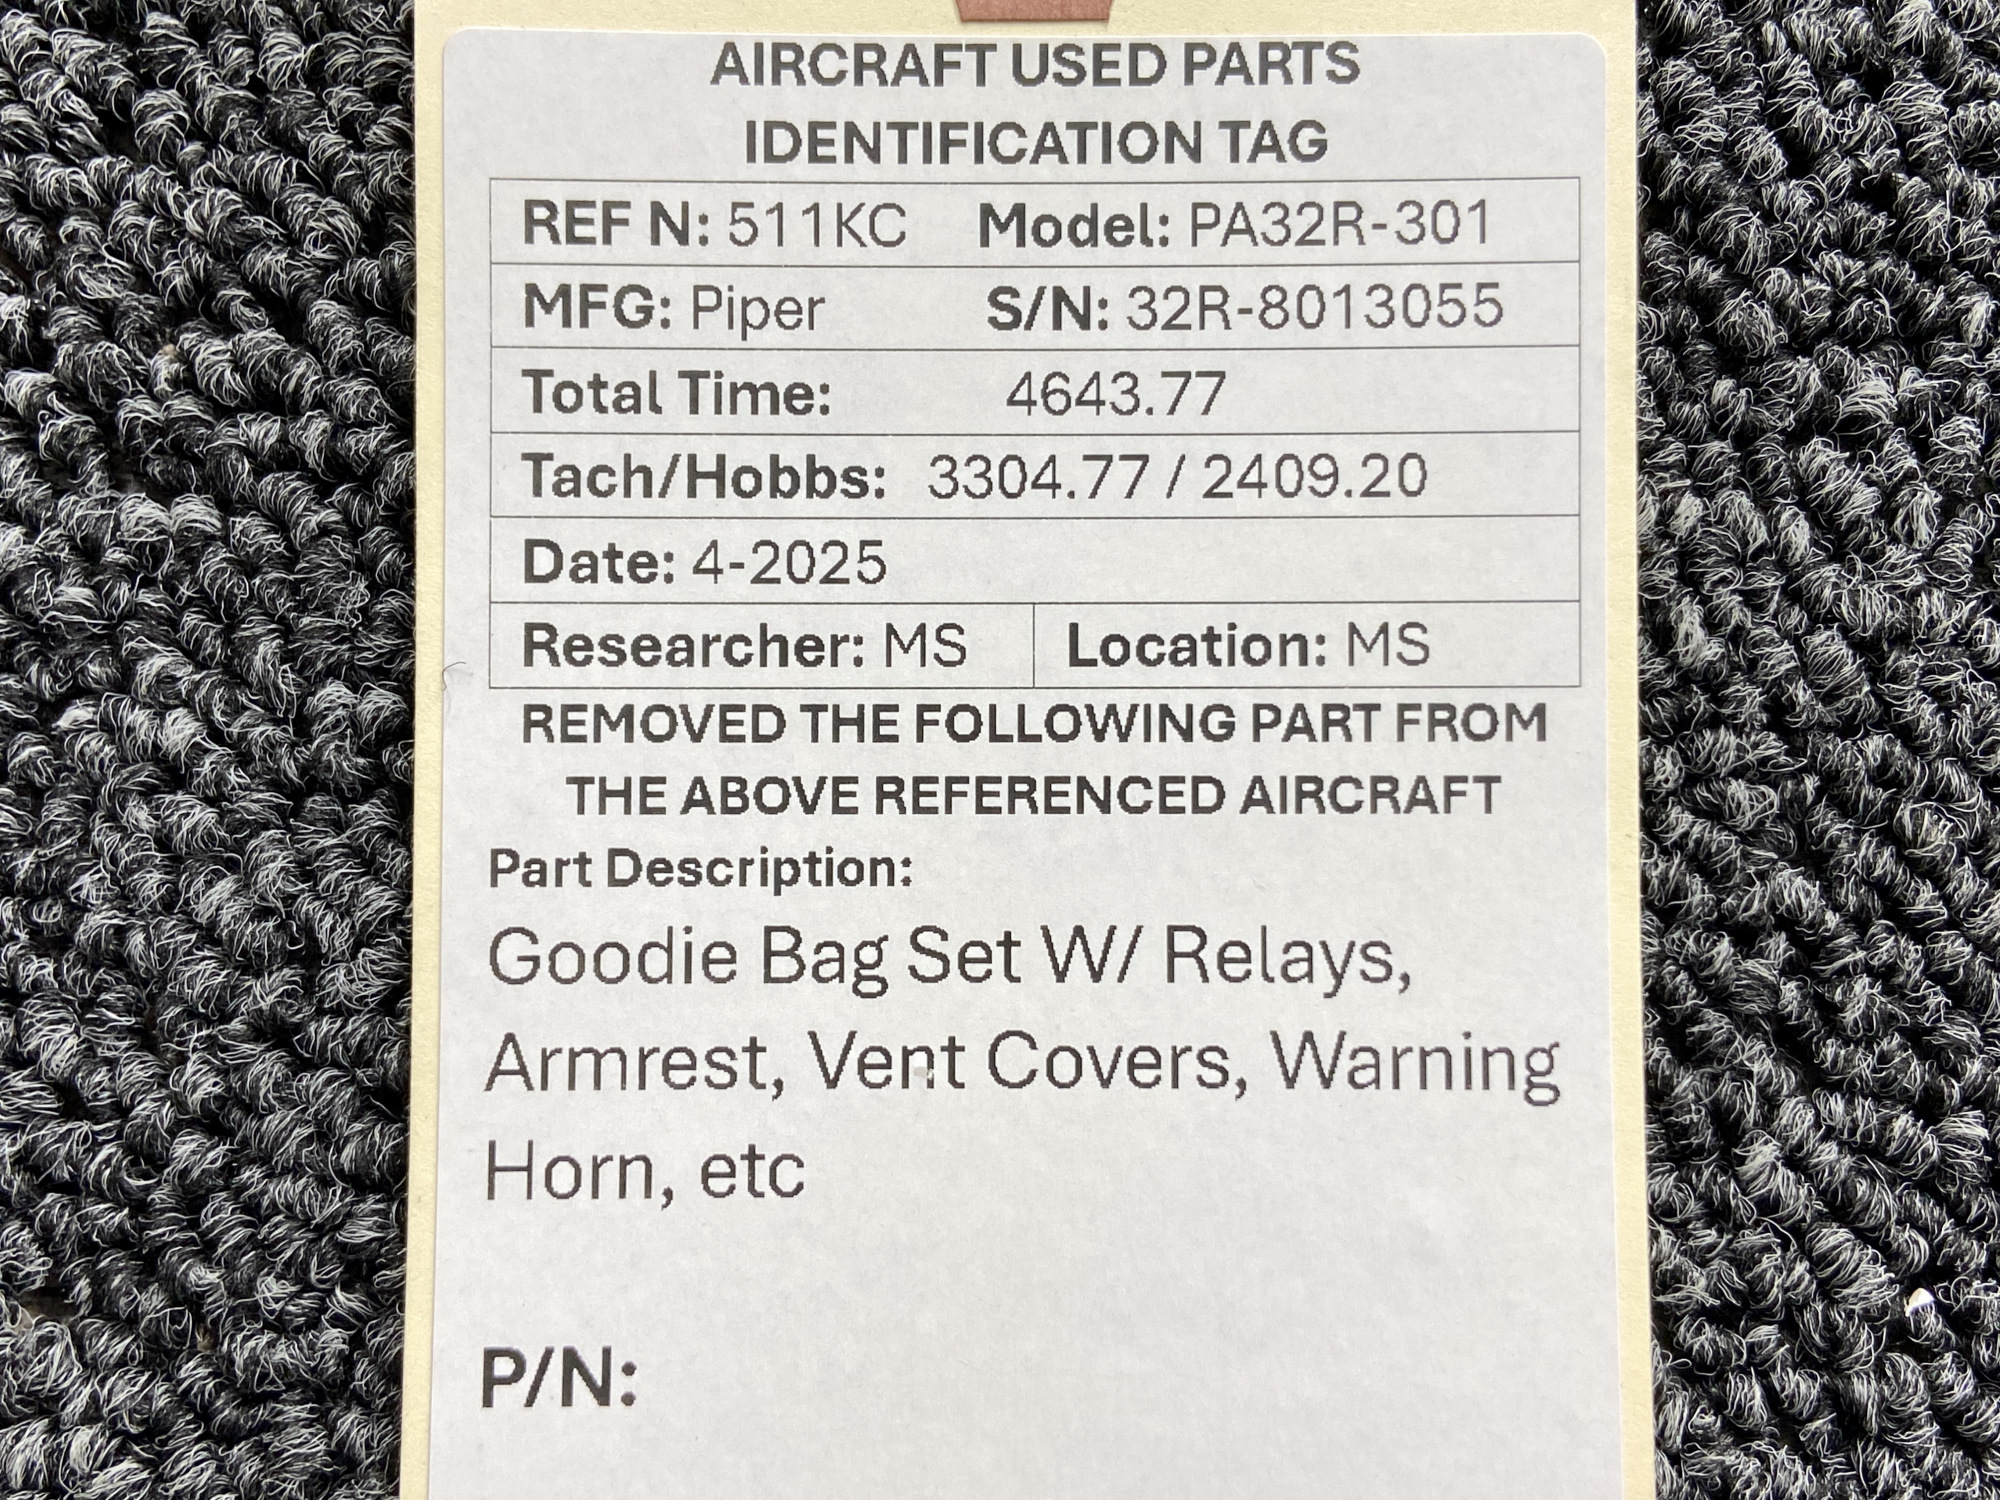 AIRCRAFT USED PARTS
IDENTIFICATION TAG
REF N: 511KC Model: PA32R-301
MFG: Piper S/N: 32R-8013055
Total Time: 4643.77
Tach/Hobbs: 3304.77 / 2409.20
Date: 4-2025
Researcher: MS Location: MS
REMOVED THE FOLLOWING PART FROM
THE ABOVE REFERENCED AIRCRAFT
Part Description:
Goodie Bag Set W/ Relays,
Armrest, Vent Covers, Warning
Horn, etc
P/N: